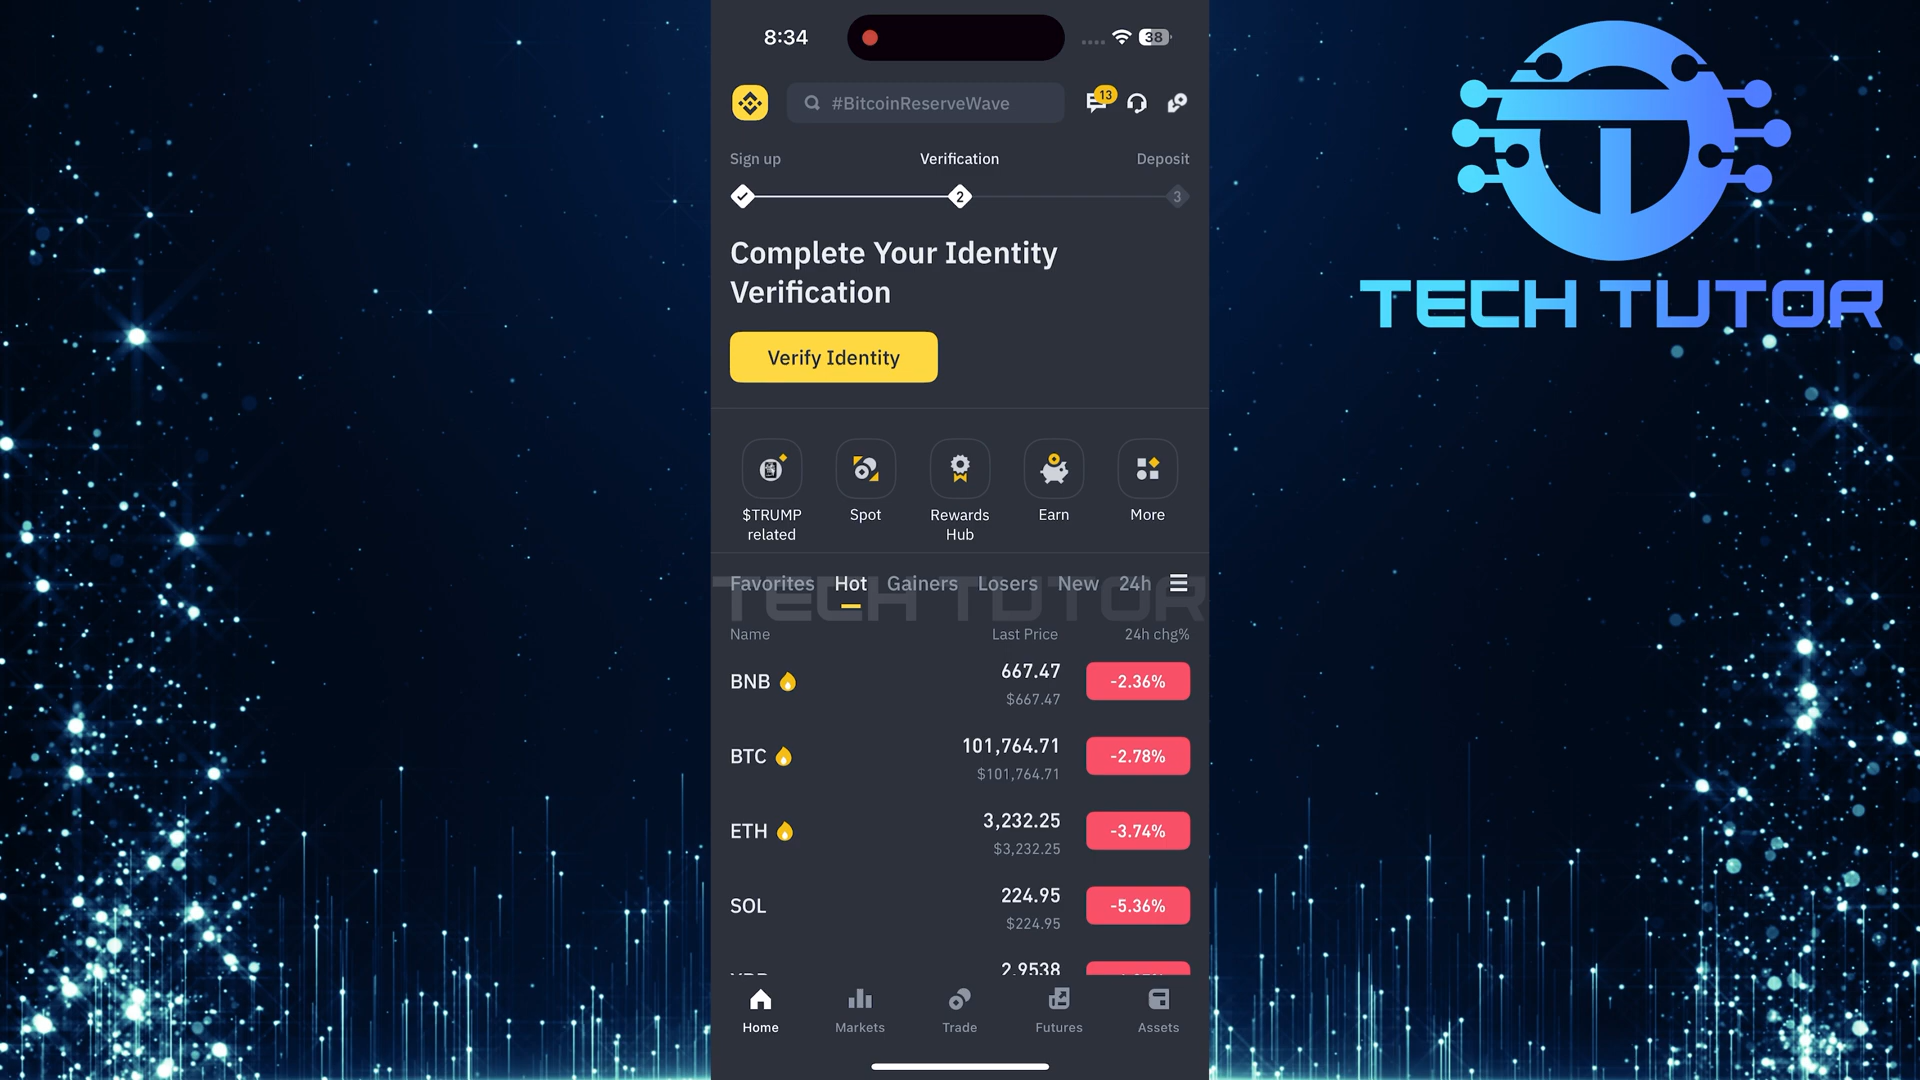 8:34
38
#BitcoinReserveWave
13
Sign up
Verification
Deposit
2
3
Complete Your Identity
Verification
Verify Identity
$TRUMP
related
Spot
Rewards
Hub
Earn
More
Favorites Hot Gainers Losers New 24h
TECH TUTOR
Name Last Price 24h chg%
BNB 667.47 -2.36%
$667.47
BTC 101,764.71 -2.78%
$101,764.71
ETH 3,232.25 -3.74%
$3,232.25
SOL 224.95 -5.36%
$224.95
2.9538
Home Markets Trade Futures Assets
TECH TUTOR